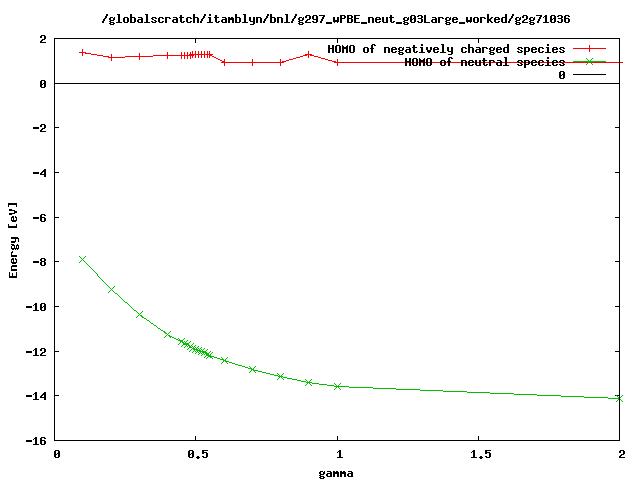 /globalscratch/itamblyn/bnl/g297_wPBE_neut_g03Large_worked/g2g71036
HOMO of negatively charged species
HOMO of neutral species
0
Energy [eV]
2
0
-2
-4
-6
-8
-10
-12
-14
-16
0 0.5 1 1.5 2
gamma